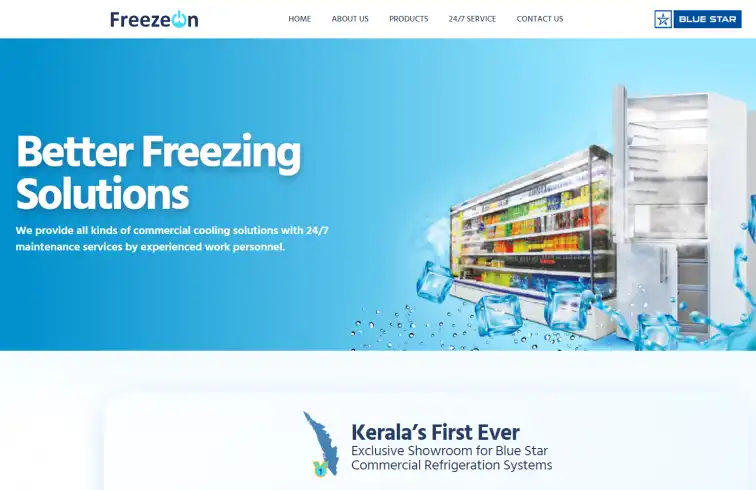 FreezeOn
HOME ABOUT US PRODUCTS 24/7 SERVICE CONTACT US
BLUE STAR
Better Freezing
Solutions
We provide all kinds of commercial cooling solutions with 24/7
maintenance services by experienced work personnel.
Kerala's First Ever
Exclusive Showroom for Blue Star
Commercial Refrigeration Systems
1